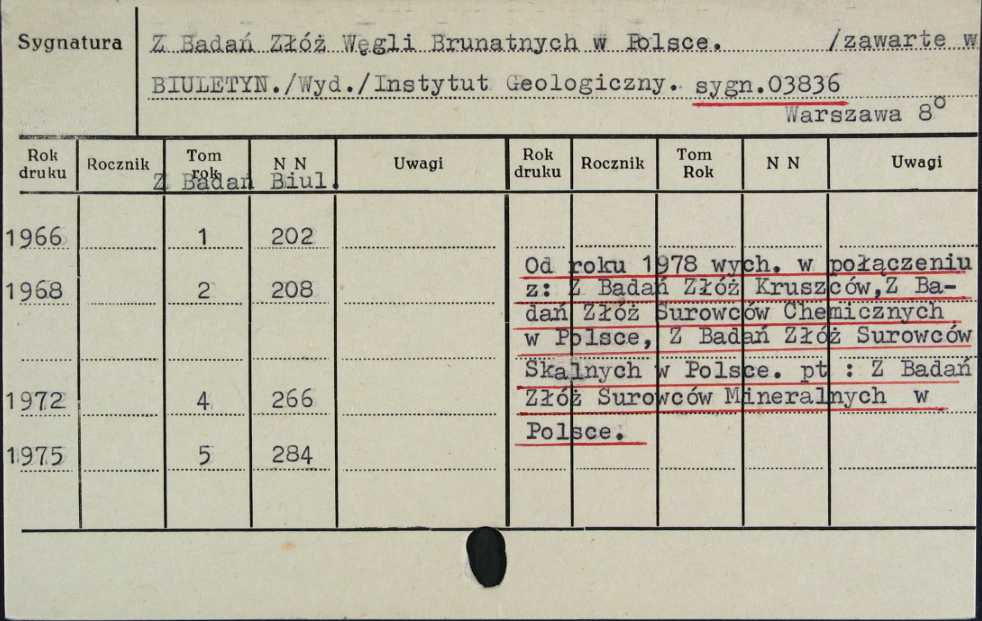 Sygnatura
Z Badań Złóż Węgli Brunatnych w Polsce. /zawarte w
BIULETYN./Wyd./Instytut Geologiczny. sygn.03836
Warszawa 8°
Rok druku Rocznik Tom rok N N Uwagi Rok druku Rocznik Tom Rok N N Uwagi
Z Badań Biul.
1966 1 202
1968 2 208
1972 4 266
1975 5 284
Od roku 1978 wych. w połączeniu
z: Z Badań Złóż Kruszców,Z Ba-
dań Złóż Surowców Chemicznych
w Polsce, Z Badań Złóż Surowców
Skalnych w Polsce. pt : Z Badań
Złóż Surowców Mineralnych w
Polsce.